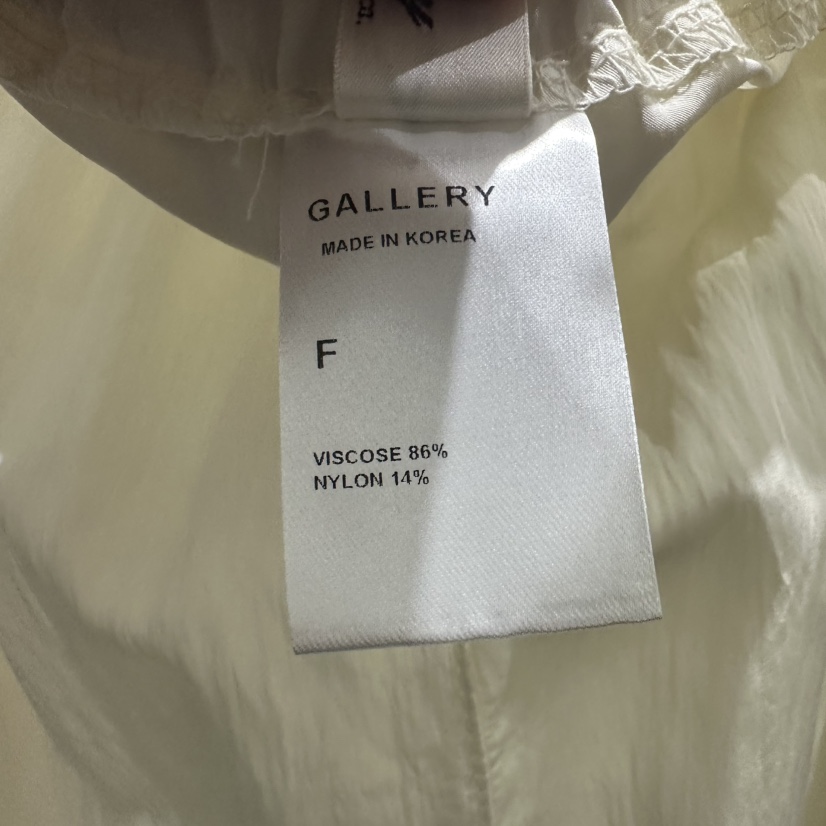 GALLERY
MADE IN KOREA
F
VISCOSE 86%
NYLON 14%